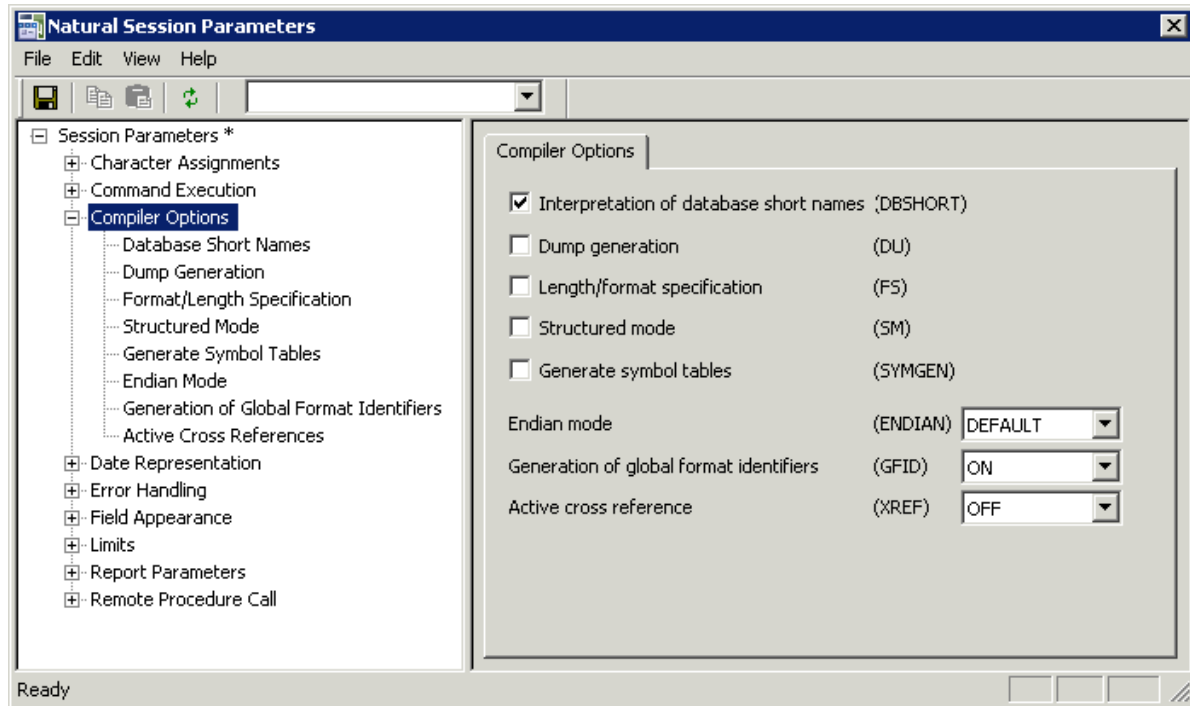 Natural Session Parameters
File Edit View Help
Session Parameters *
Character Assignments
Command Execution
Compiler Options
Database Short Names
Dump Generation
Format/Length Specification
Structured Mode
Generate Symbol Tables
Endian Mode
Generation of Global Format Identifiers
Active Cross References
Date Representation
Error Handling
Field Appearance
Limits
Report Parameters
Remote Procedure Call
Compiler Options
Interpretation of database short names (DBSHORT)
Dump generation (DU)
Length/format specification (FS)
Structured mode (SM)
Generate symbol tables (SYMGEN)
Endian mode (ENDIAN) DEFAULT
Generation of global format identifiers (GFID) ON
Active cross reference (XREF) OFF
Ready